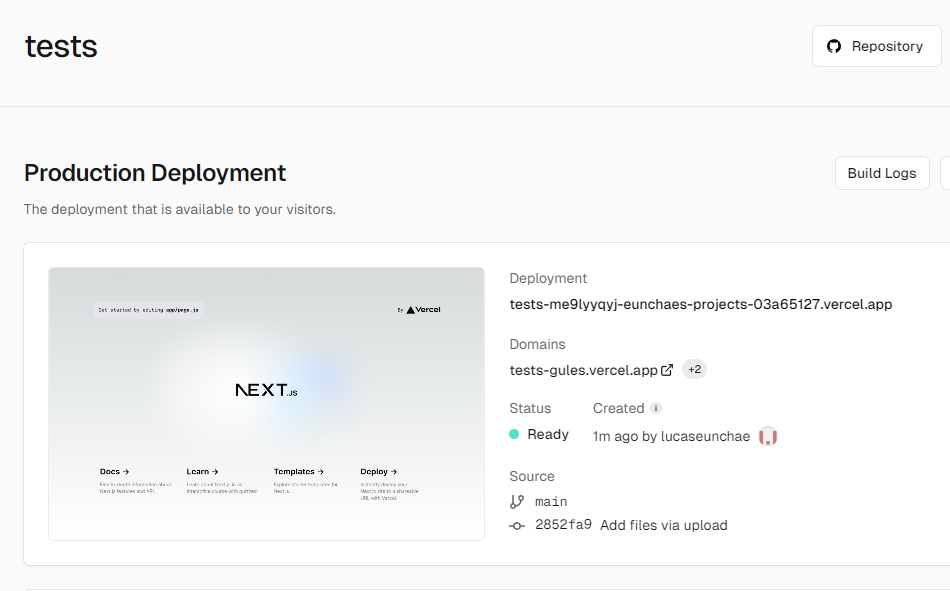 tests
Repository
Production Deployment
Build Logs
The deployment that is available to your visitors.
Get started by editing app/page.js
By ▲Vercel
NEXT.JS
Docs →
Find in-depth information about
Next.js features and API.
Learn →
Learn about Next.js in an
interactive course with quizzes!
Templates →
Explore starter templates for
Next.js.
Deploy →
Instantly deploy your
Next.js site to a shareable
URL with Vercel.
Deployment
tests-me9lyyqyj-eunchaes-projects-03a65127.vercel.app
Domains
tests-gules.vercel.app +2
Status
Ready
Created
1m ago by lucaseunchae
Source
main
2852fa9 Add files via upload